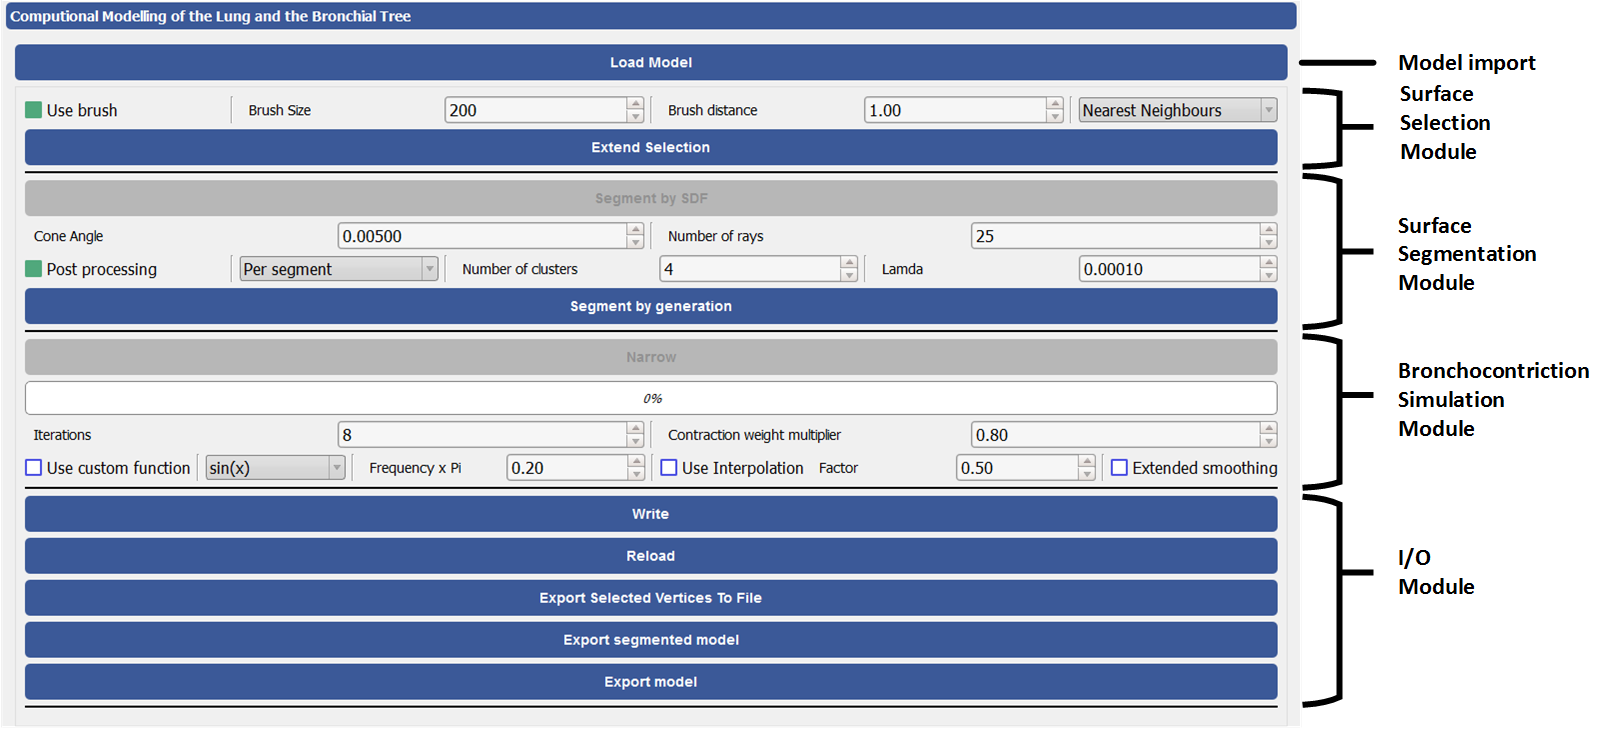 Computional Modelling of the Lung and the Bronchial Tree
Load Model
Model import
Use brush Brush Size 200 Brush distance 1.00 Nearest Neighbours
Extend Selection
Surface
Selection
Module
Segment by SDF
Cone Angle 0.00500 Number of rays 25
Post processing Per segment Number of clusters 4 Lamda 0.00010
Segment by generation
Surface
Segmentation
Module
Narrow
0%
Iterations 8 Contraction weight multiplier 0.80
Use custom function sin(x) Frequency x Pi 0.20 Use Interpolation Factor 0.50 Extended smoothing
Bronchocontriction
Simulation
Module
Write
Reload
Export Selected Vertices To File
Export segmented model
Export model
I/O
Module